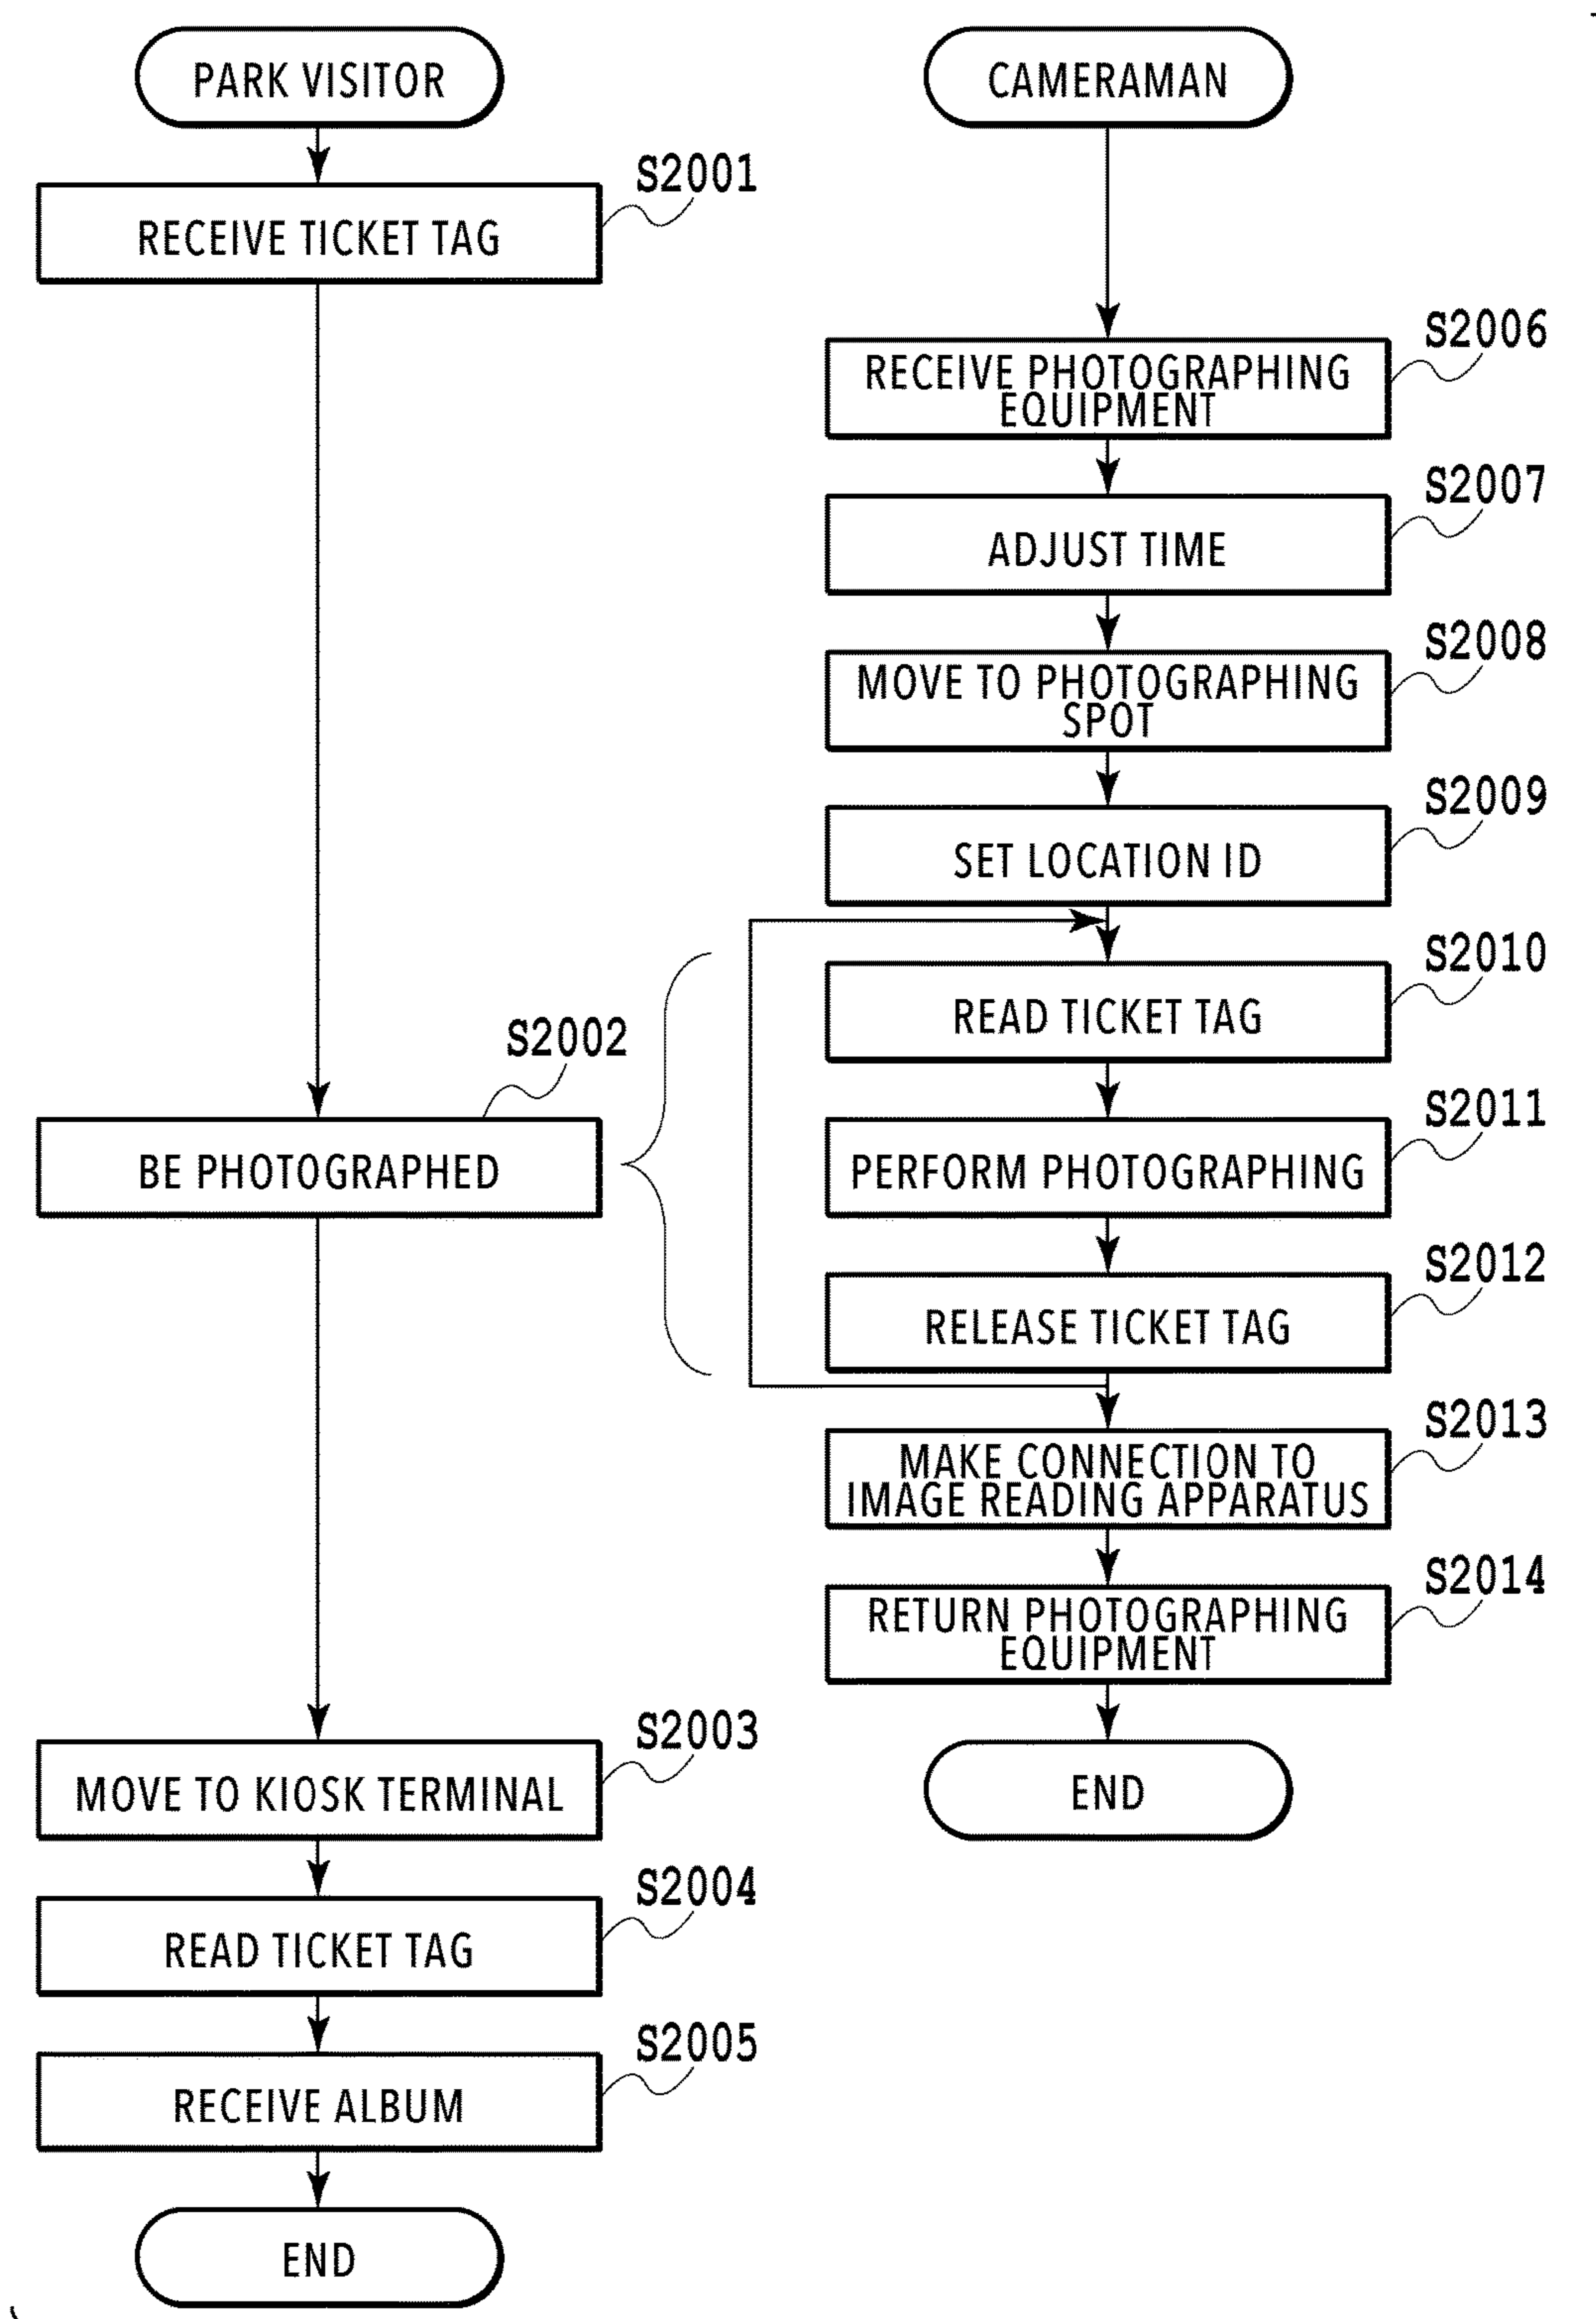 PARK VISITOR
S2001
RECEIVE TICKET TAG
S2002
BE PHOTOGRAPHED
S2003
MOVE TO KIOSK TERMINAL
S2004
READ TICKET TAG
S2005
RECEIVE ALBUM
END
CAMERAMAN
S2006
RECEIVE PHOTOGRAPHING
EQUIPMENT
S2007
ADJUST TIME
S2008
MOVE TO PHOTOGRAPHING
SPOT
S2009
SET LOCATION ID
S2010
READ TICKET TAG
S2011
PERFORM PHOTOGRAPHING
S2012
RELEASE TICKET TAG
S2013
MAKE CONNECTION TO
IMAGE READING APPARATUS
S2014
RETURN PHOTOGRAPHING
EQUIPMENT
END